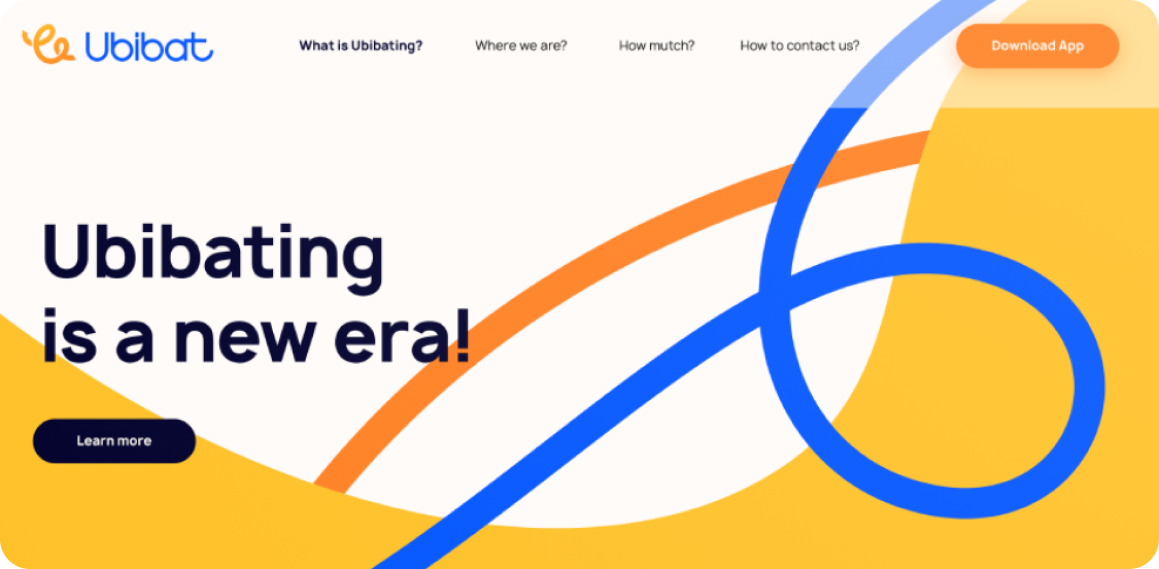 Ubibat
What is Ubibating?
Where we are?
How mutch?
How to contact us?
Download App
Ubibating
is a new era!
Learn more